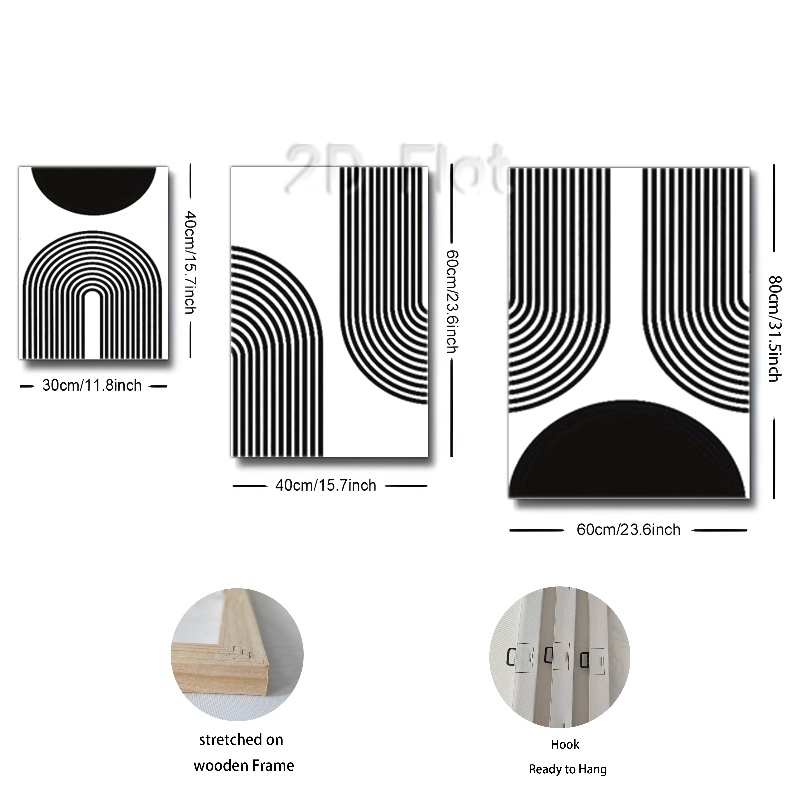 2D Flat
40cm/15.7inch
30cm/11.8inch
60cm/23.6inch
40cm/15.7inch
80cm/31.5inch
60cm/23.6inch
stretched on
wooden Frame
Hook
Ready to Hang